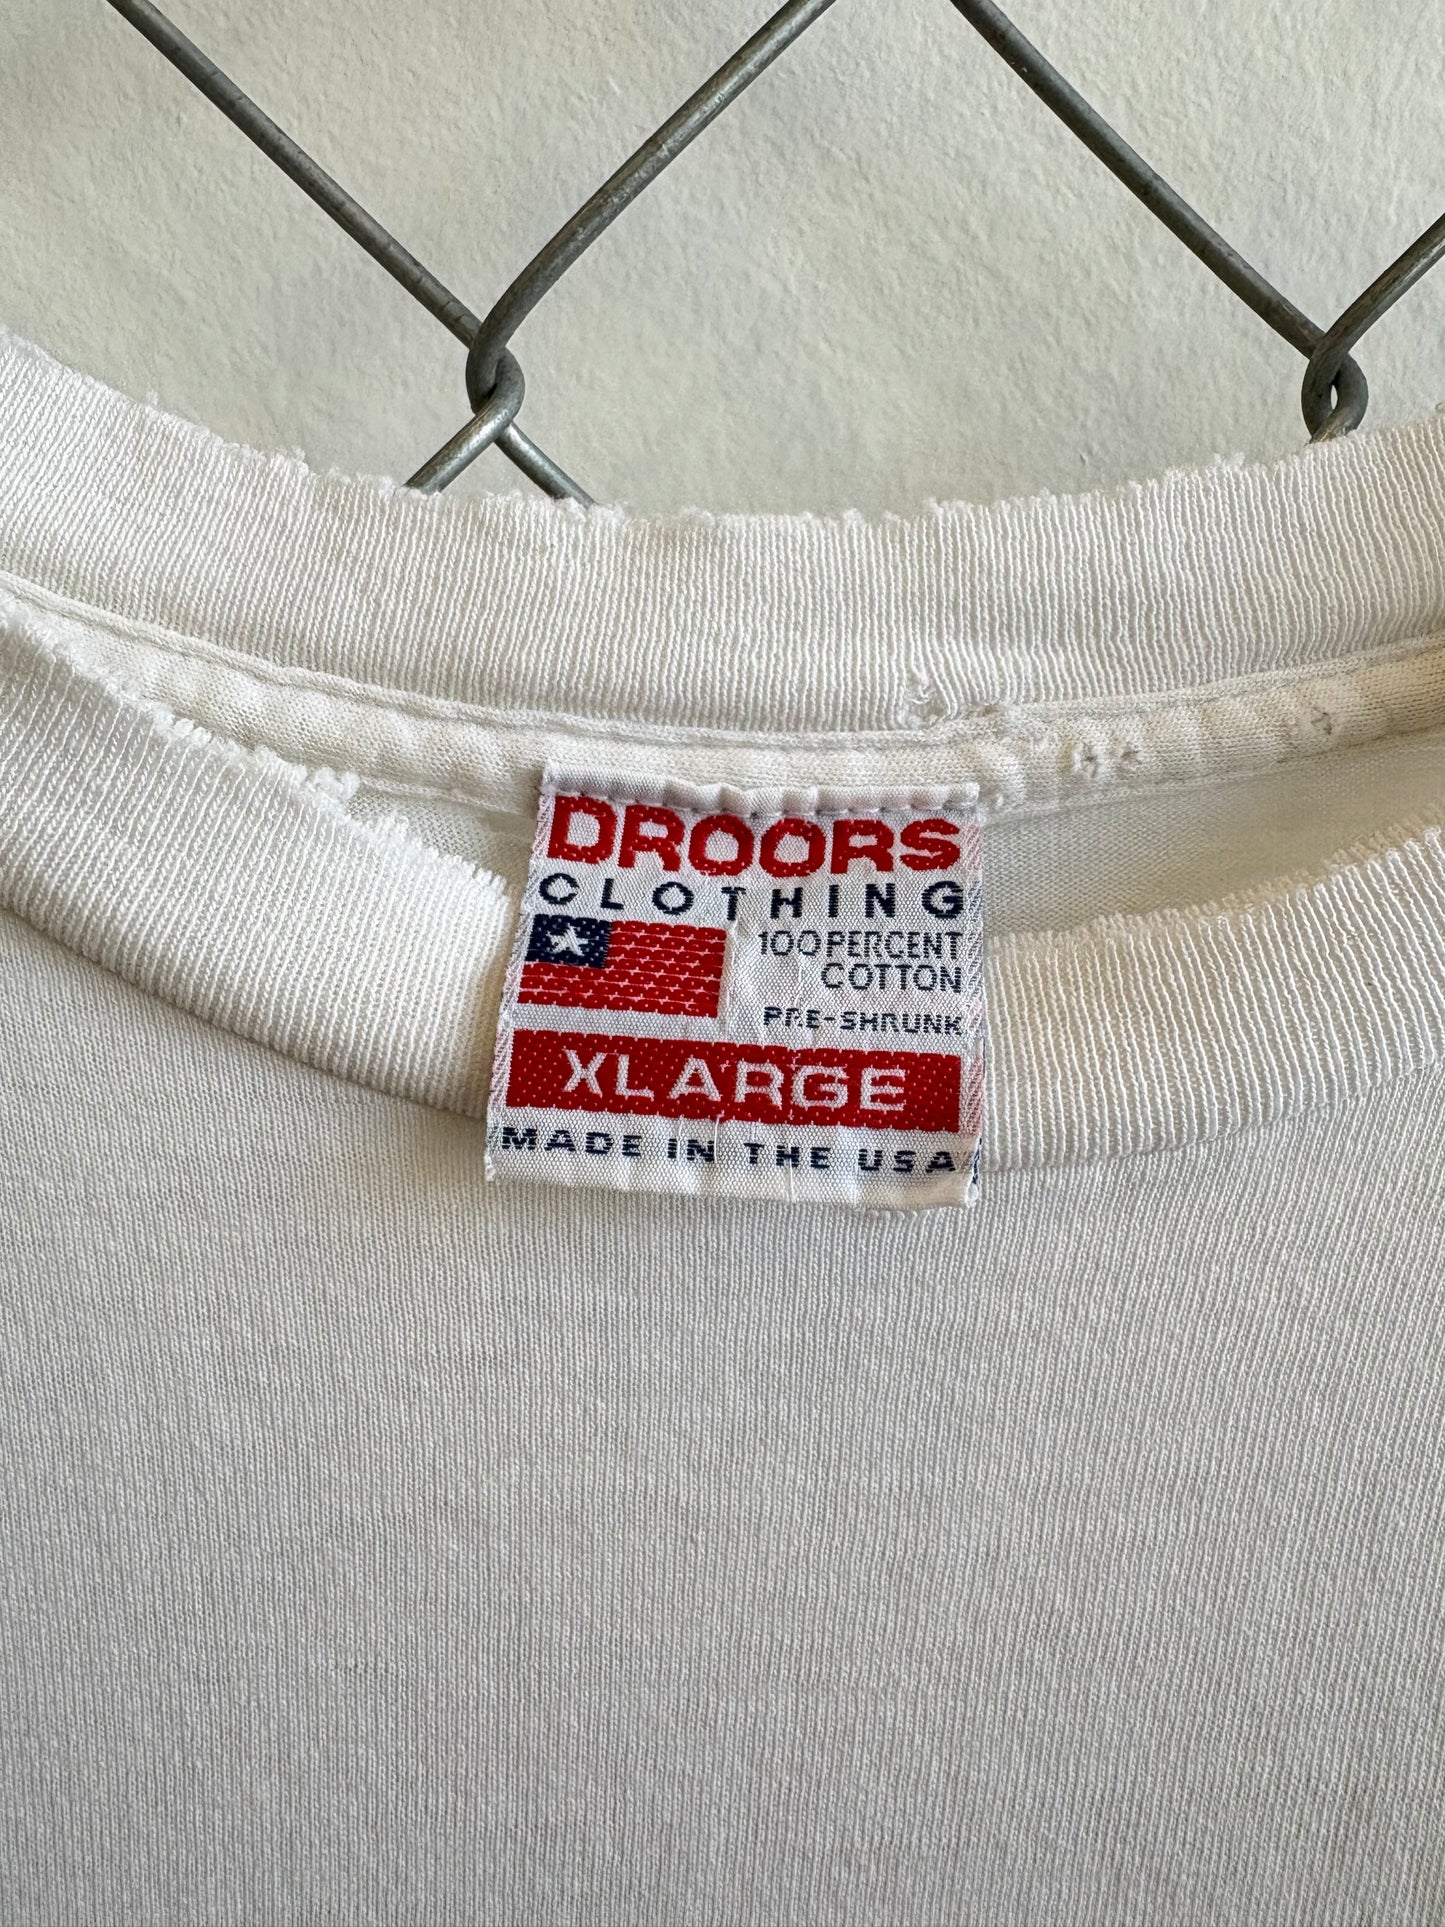 DROORS
CLOTHING
100 PERCENT
COTTON
PRE-SHRUNK
XLARGE
MADE IN THE USA